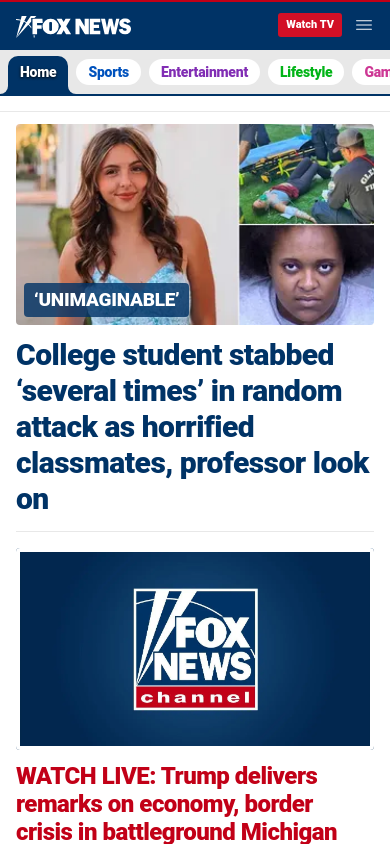 FOX NEWS
Watch TV
Home
Sports
Entertainment
Lifestyle
Gam
‘UNIMAGINABLE’
College student stabbed
‘several times’ in random
attack as horrified
classmates, professor look
on
FOX
NEWS
channel
WATCH LIVE: Trump delivers
remarks on economy, border
crisis in battleground Michigan